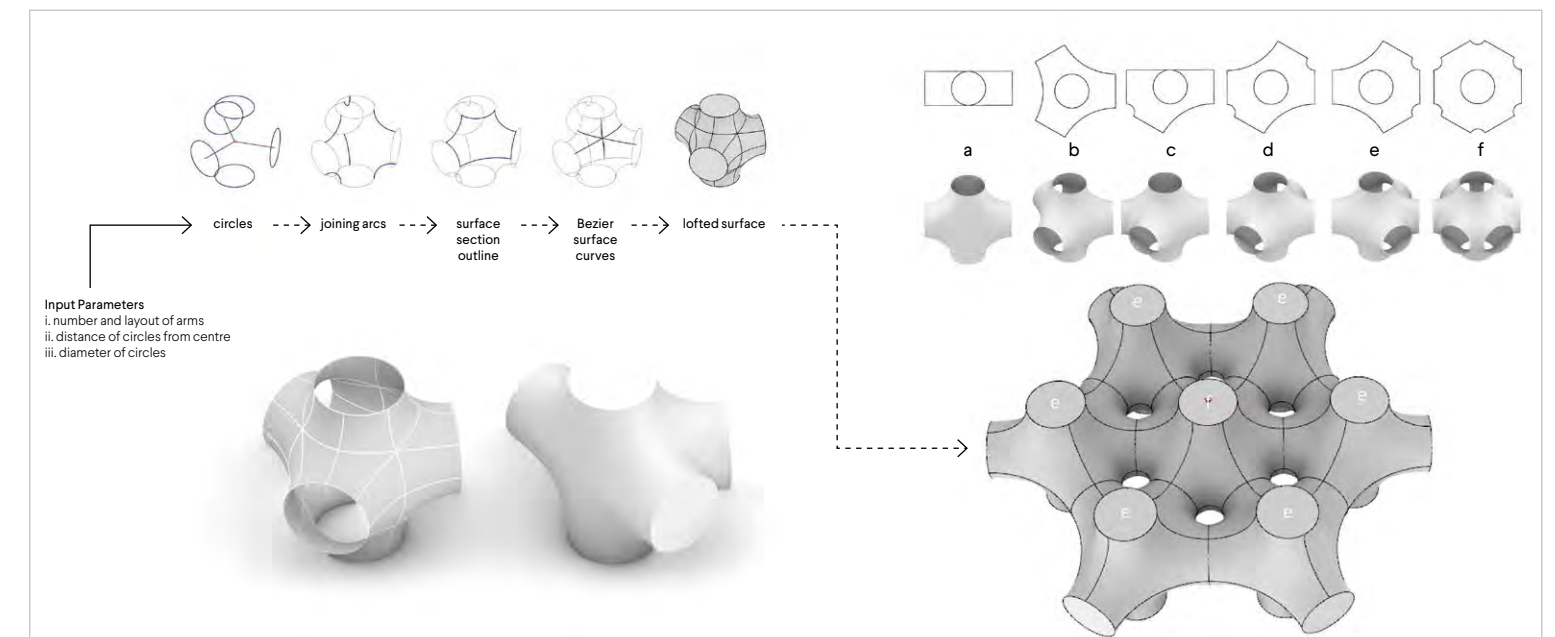 a
b
c
d
e
f
circles
joining arcs
surface
section
outline
Bezier
surface
curves
lofted surface
Input Parameters
i. number and layout of arms
ii. distance of circles from centre
iii. diameter of circles
e
e
e
f
e
e
e